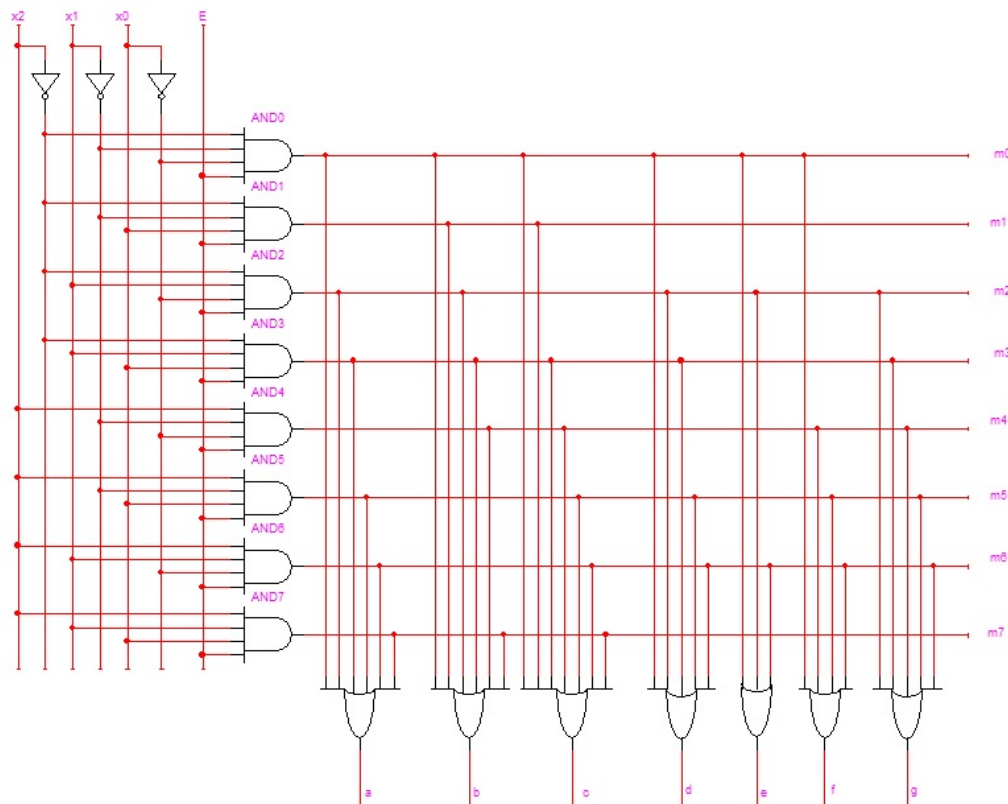 x2 x1 x0 E
AND0
m0
AND1
m1
AND2
m2
AND3
m3
AND4
m4
AND5
m5
AND6
m6
AND7
m7
a b c d e f g